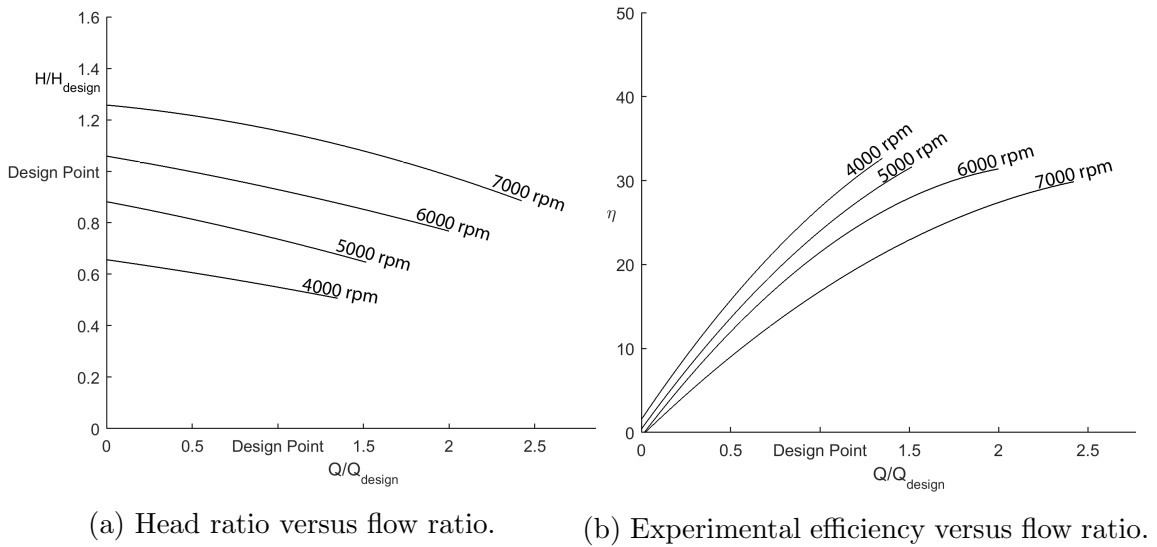 1.6
1.4
H/H_design
1.2
Design Point
0.8
0.6
0.4
0.2
0
7000 rpm
6000 rpm
5000 rpm
4000 rpm
0 0.5 Design Point 1.5 2 2.5
Q/Q_design
(a) Head ratio versus flow ratio.
50
40
30
η
20
10
0
4000 rpm
5000 rpm
6000 rpm
7000 rpm
0 0.5 Design Point 1.5 2 2.5
Q/Q_design
(b) Experimental efficiency versus flow ratio.